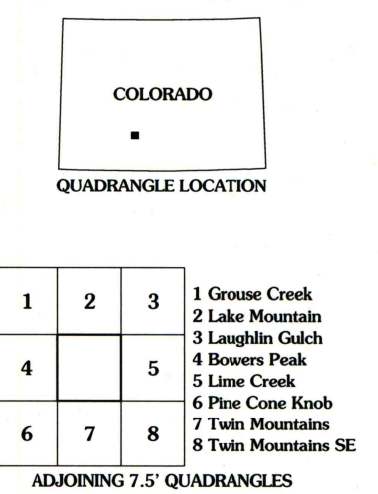 COLORADO
QUADRANGLE LOCATION
1 2 3
4 5
6 7 8
1 Grouse Creek
2 Lake Mountain
3 Laughlin Gulch
4 Bowers Peak
5 Lime Creek
6 Pine Cone Knob
7 Twin Mountains
8 Twin Mountains SE
ADJOINING 7.5' QUADRANGLES